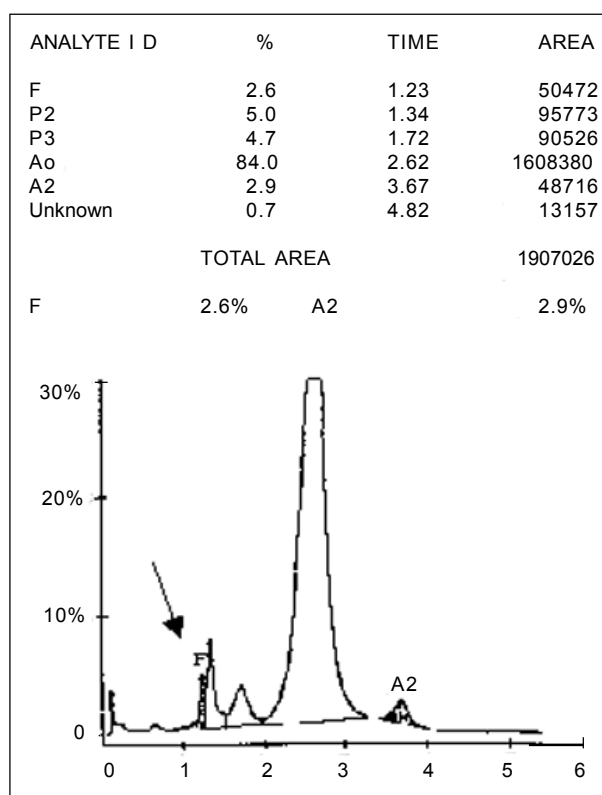 ANALYTE I D % TIME AREA
F 2.6 1.23 50472
P2 5.0 1.34 95773
P3 4.7 1.72 90526
Ao 84.0 2.62 1608380
A2 2.9 3.67 48716
Unknown 0.7 4.82 13157
TOTAL AREA 1907026
F 2.6% A2 2.9%
30%
20%
10%
F
A2
0
0 1 2 3 4 5 6